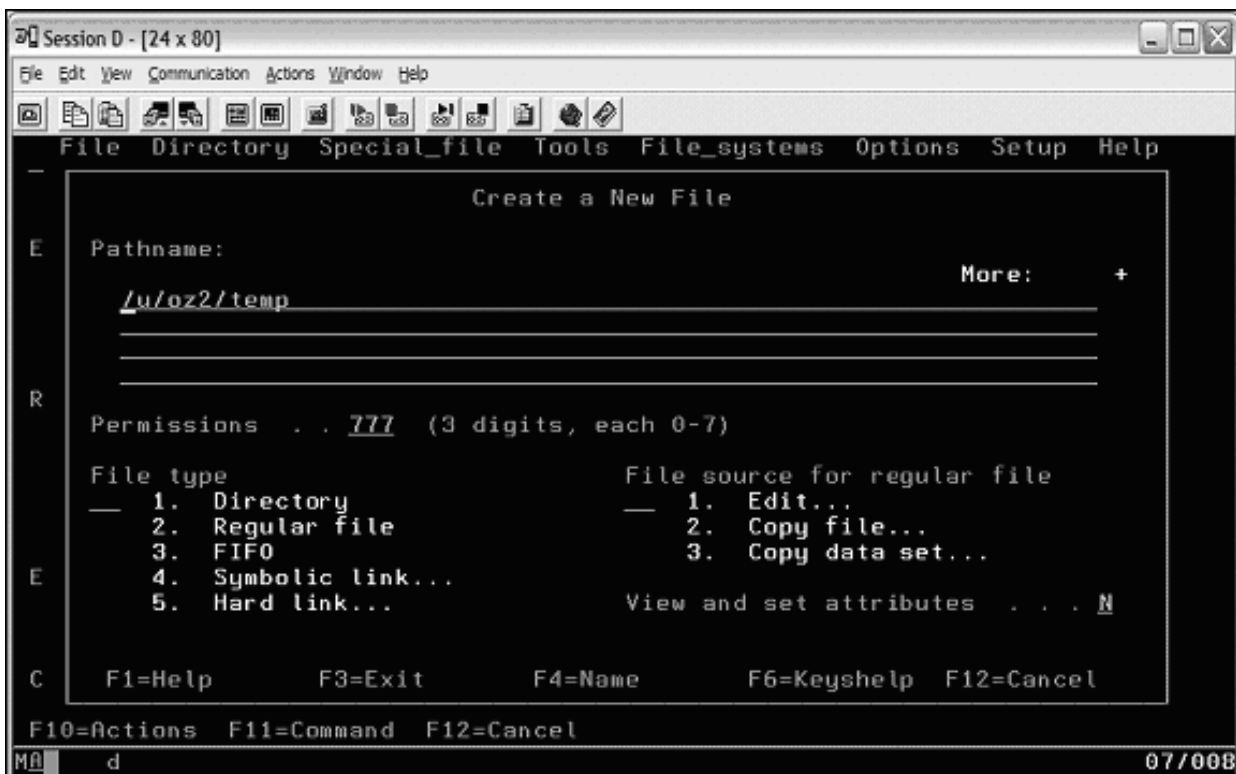 Session D - [24 x 80]
File Edit View Communication Actions Window Help
File Directory Special_file Tools File_systems Options Setup Help
Create a New File
E Pathname:
More: +
/u/oz2/temp
R
Permissions . . 777 (3 digits, each 0-7)
File type File source for regular file
__ 1. Directory __ 1. Edit...
2. Regular file 2. Copy file...
3. FIFO 3. Copy data set...
E 4. Symbolic link...
5. Hard link... View and set attributes . . . N
C F1=Help F3=Exit F4=Name F6=Keyshelp F12=Cancel
F10=Actions F11=Command F12=Cancel
MA d 07/008